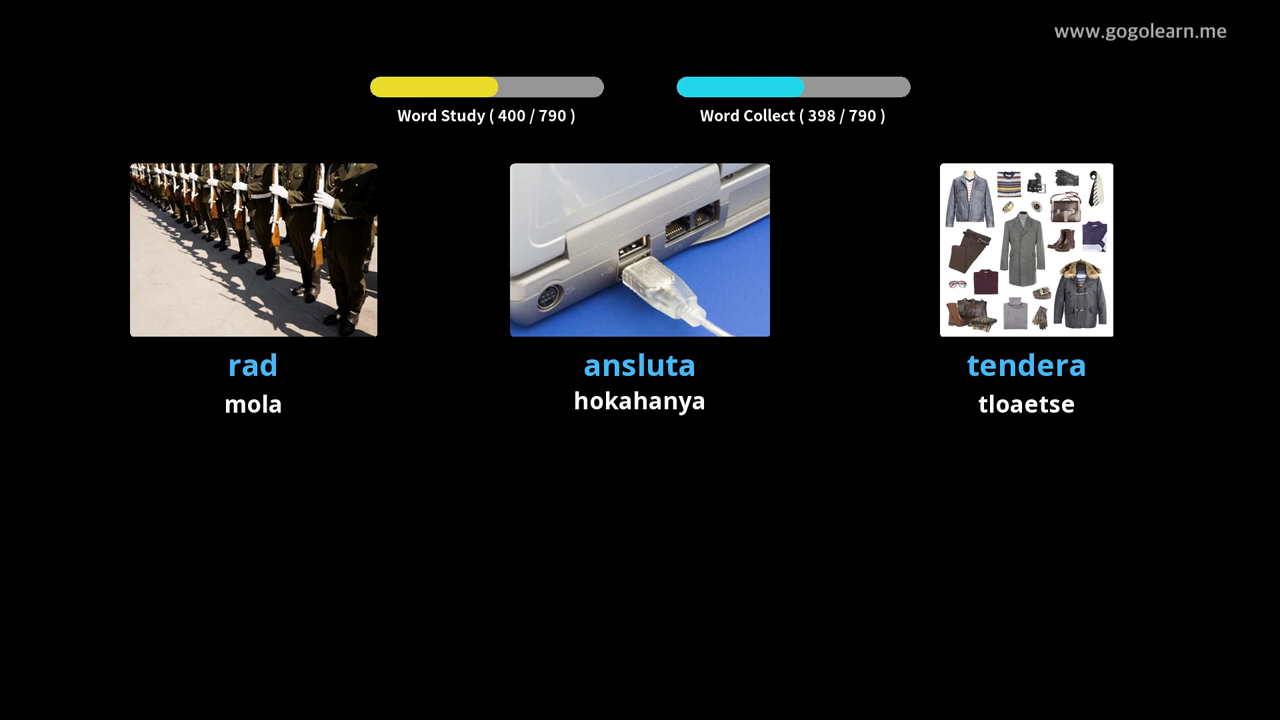 www.gogolearn.me
Word Study ( 400 / 790 )
Word Collect ( 398 / 790 )
rad
mola
ansluta
hokahanya
tendera
tloaetse